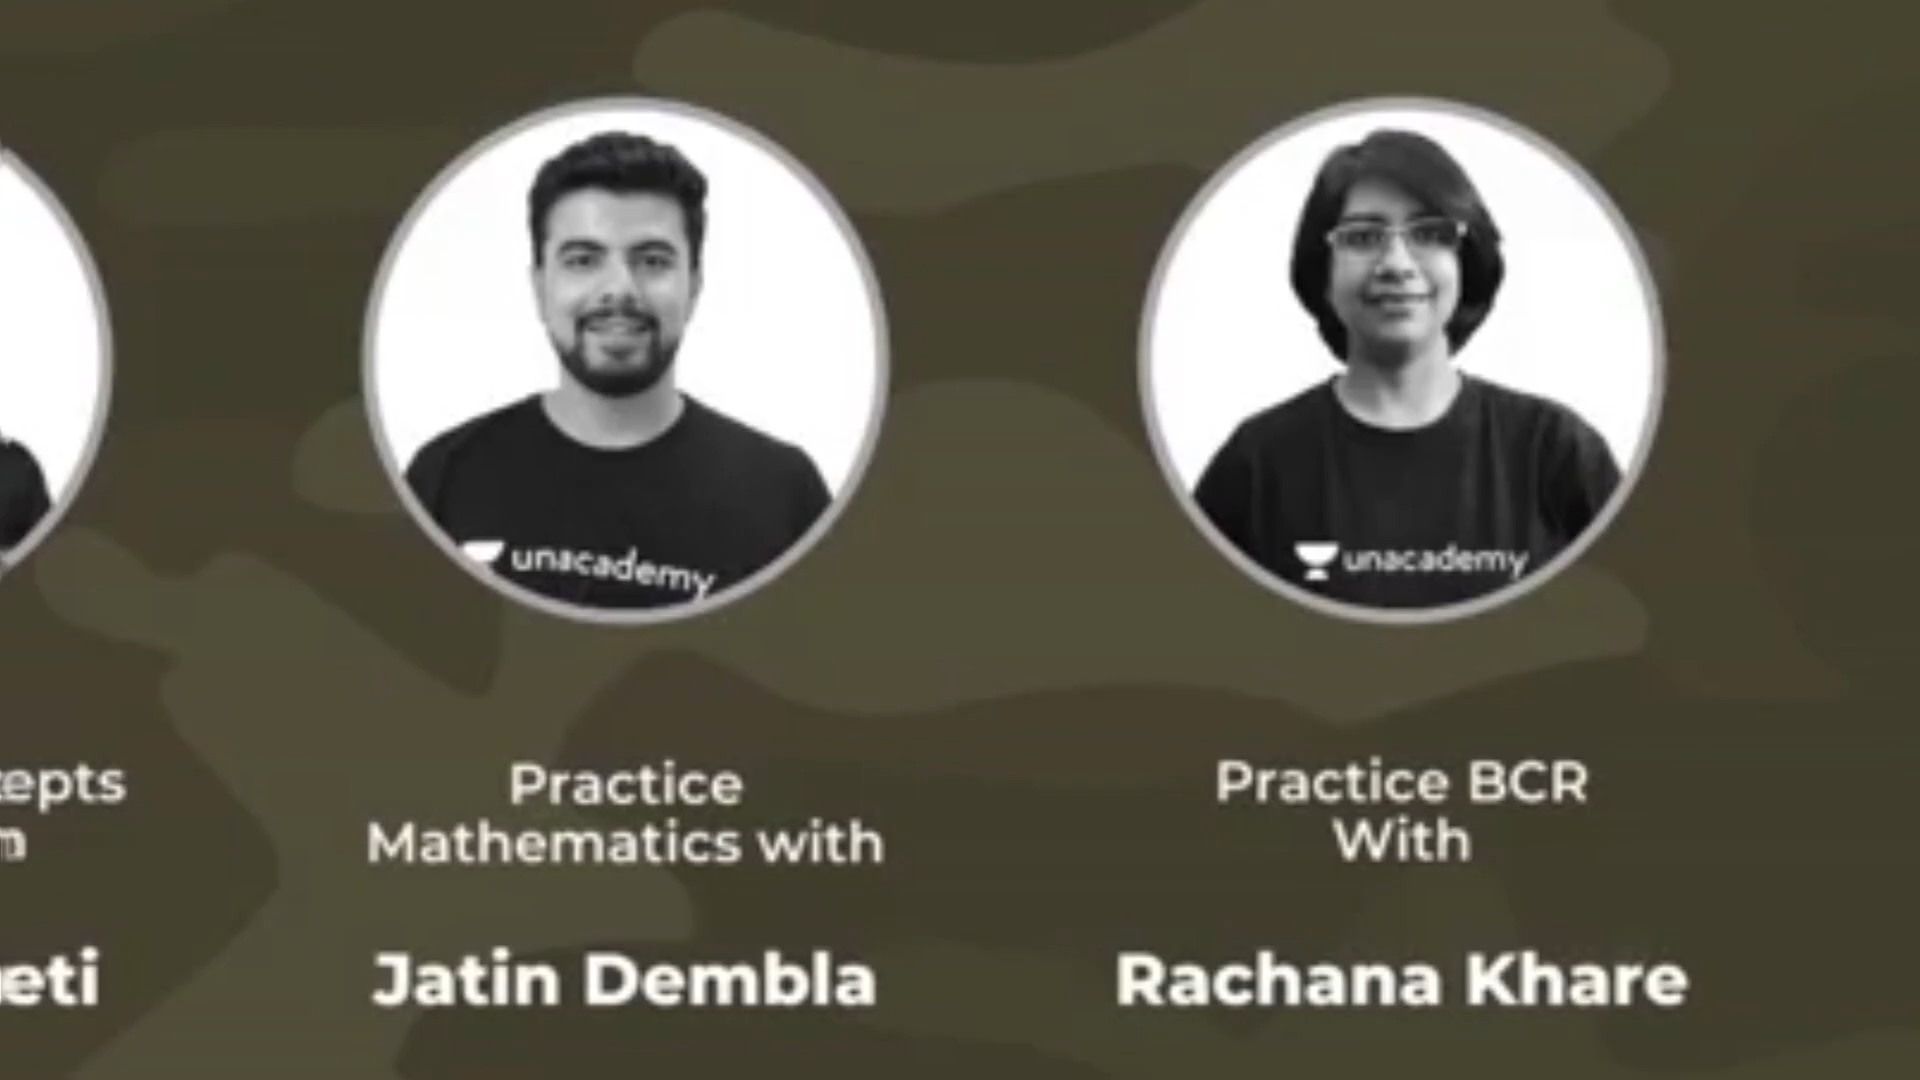 unacademy
unacademy
Practice
Mathematics with
Jatin Dembla
Practice BCR
With
Rachana Khare